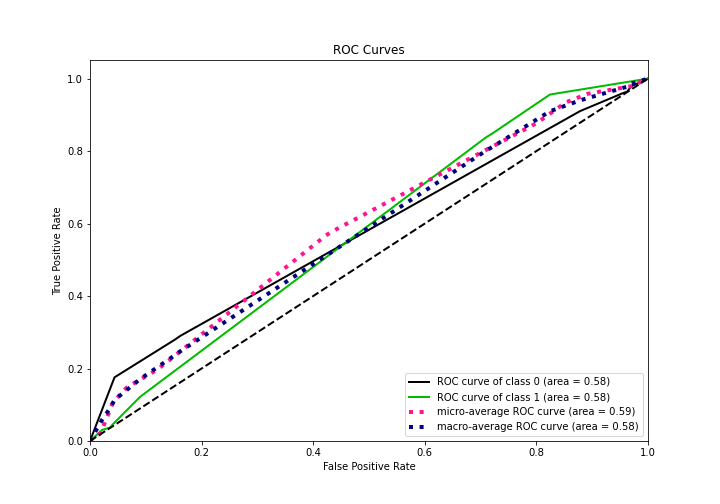 ROC Curves
True Positive Rate
1.0
0.8
0.6
0.4
0.2
0.0
0.0 0.2 0.4 0.6 0.8 1.0
False Positive Rate
ROC curve of class 0 (area = 0.58)
ROC curve of class 1 (area = 0.58)
micro-average ROC curve (area = 0.59)
macro-average ROC curve (area = 0.58)